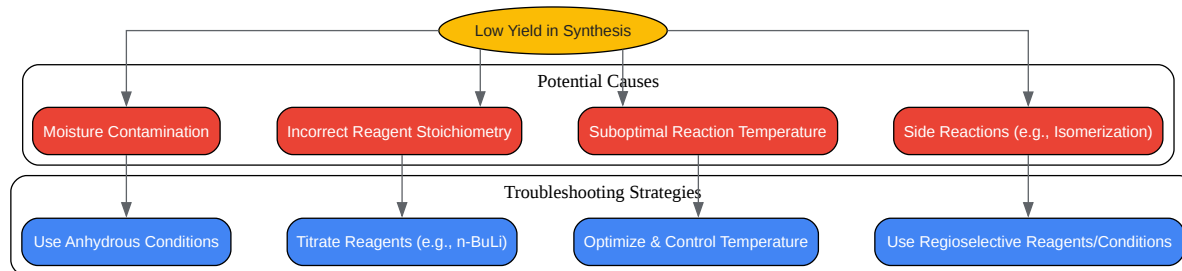 Low Yield in Synthesis
Potential Causes
Moisture Contamination
Incorrect Reagent Stoichiometry
Suboptimal Reaction Temperature
Side Reactions (e.g., Isomerization)
Troubleshooting Strategies
Use Anhydrous Conditions
Titrate Reagents (e.g., n-BuLi)
Optimize & Control Temperature
Use Regioselective Reagents/Conditions